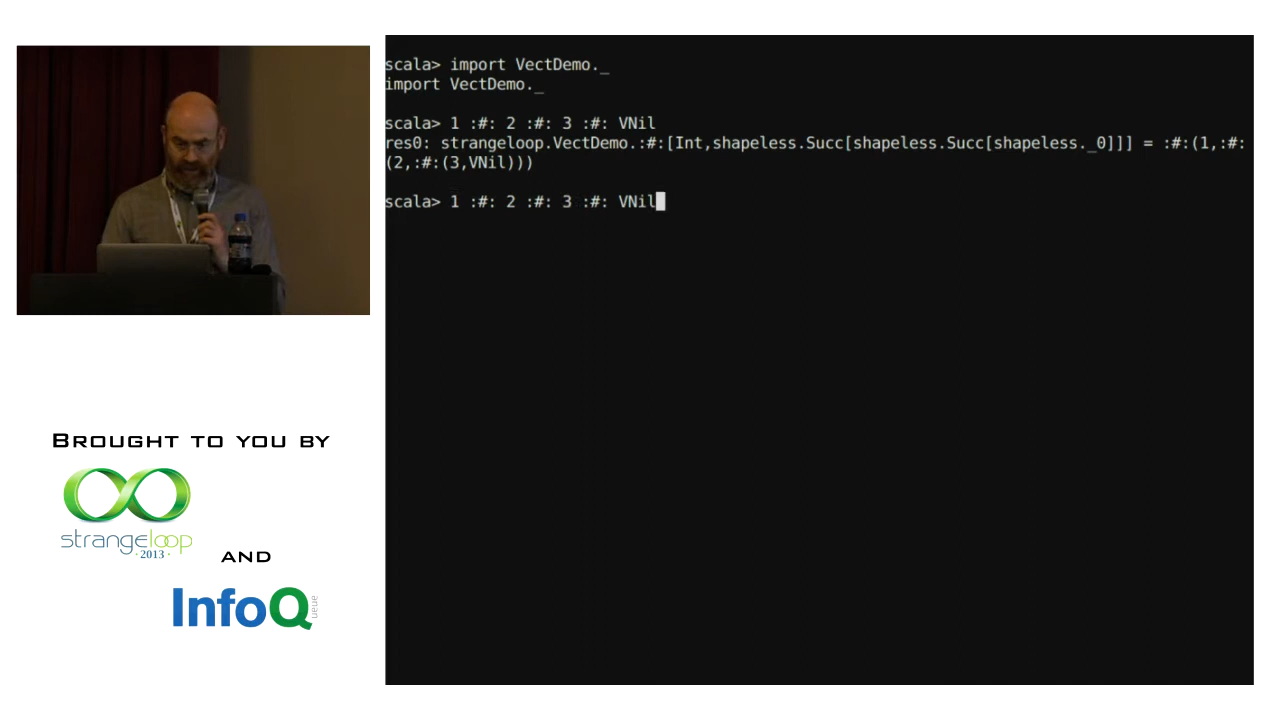 scala> import VectDemo._
import VectDemo._
scala> 1 :#: 2 :#: 3 :#: VNil
res0: strangeloop.VectDemo.:#:[Int,shapeless.Succ[shapeless.Succ[shapeless._0]]] = :#:(1,:#:
(2,:#:(3,VNil)))
scala> 1 :#: 2 :#: 3 :#: VNil
BROUGHT TO YOU BY
strangeloop
·2013·
AND
InfoQ